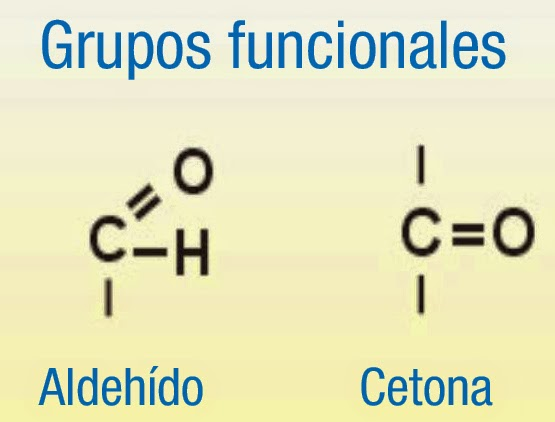 Grupos funcionales
O
C–H
C=O
Aldehído
Cetona